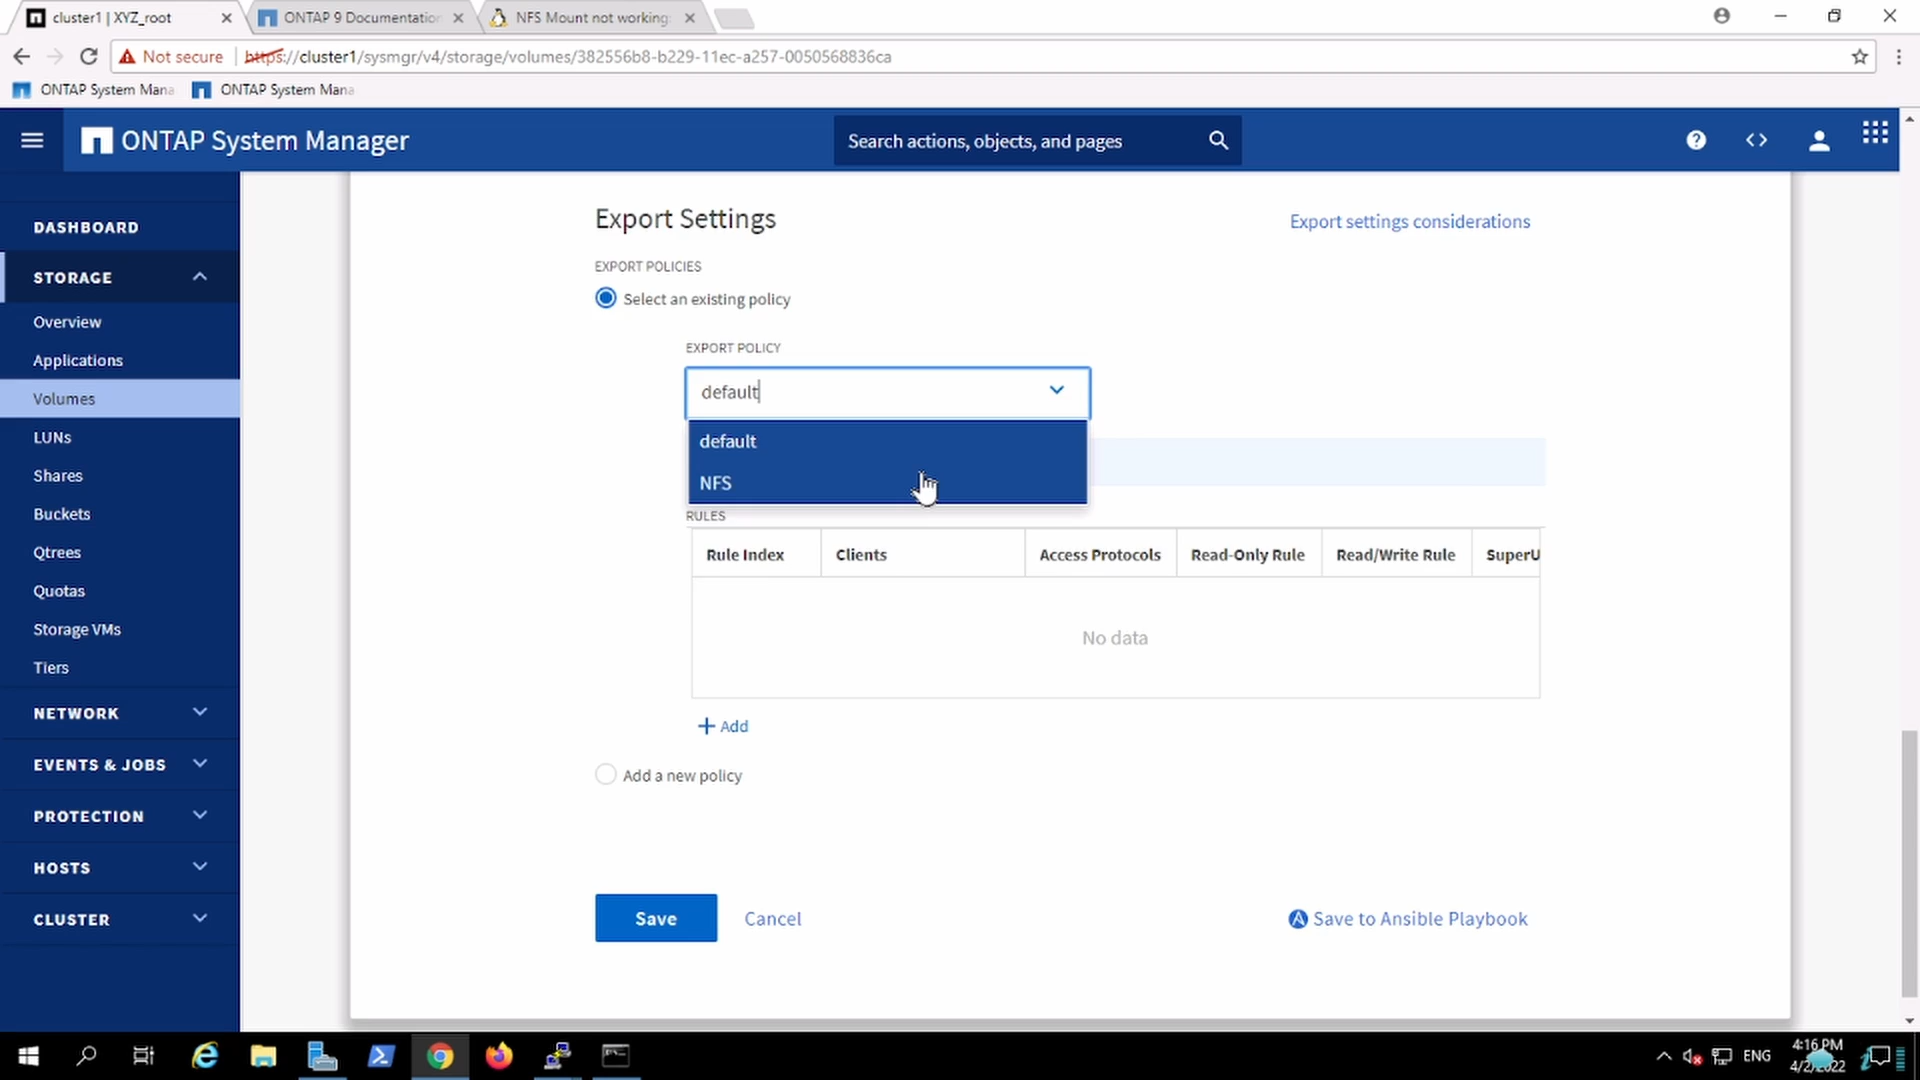 cluster1 | XYZ_root
ONTAP 9 Documentation
NFS Mount not working
Not secure
https://cluster1/sysmgr/v4/storage/volumes/382556b8-b229-11ec-a257-0050568836ca
ONTAP System Mana
ONTAP System Mana
ONTAP System Manager
Search actions, objects, and pages
DASHBOARD
STORAGE
Overview
Applications
Volumes
LUNs
Shares
Buckets
Qtrees
Quotas
Storage VMs
Tiers
NETWORK
EVENTS & JOBS
PROTECTION
HOSTS
CLUSTER
Export Settings
Export settings considerations
EXPORT POLICIES
Select an existing policy
EXPORT POLICY
default
default
NFS
RULES
Rule Index
Clients
Access Protocols
Read-Only Rule
Read/Write Rule
SuperU
No data
Add
Add a new policy
Save
Cancel
Save to Ansible Playbook
ENG
4:16 PM
4/2/2022